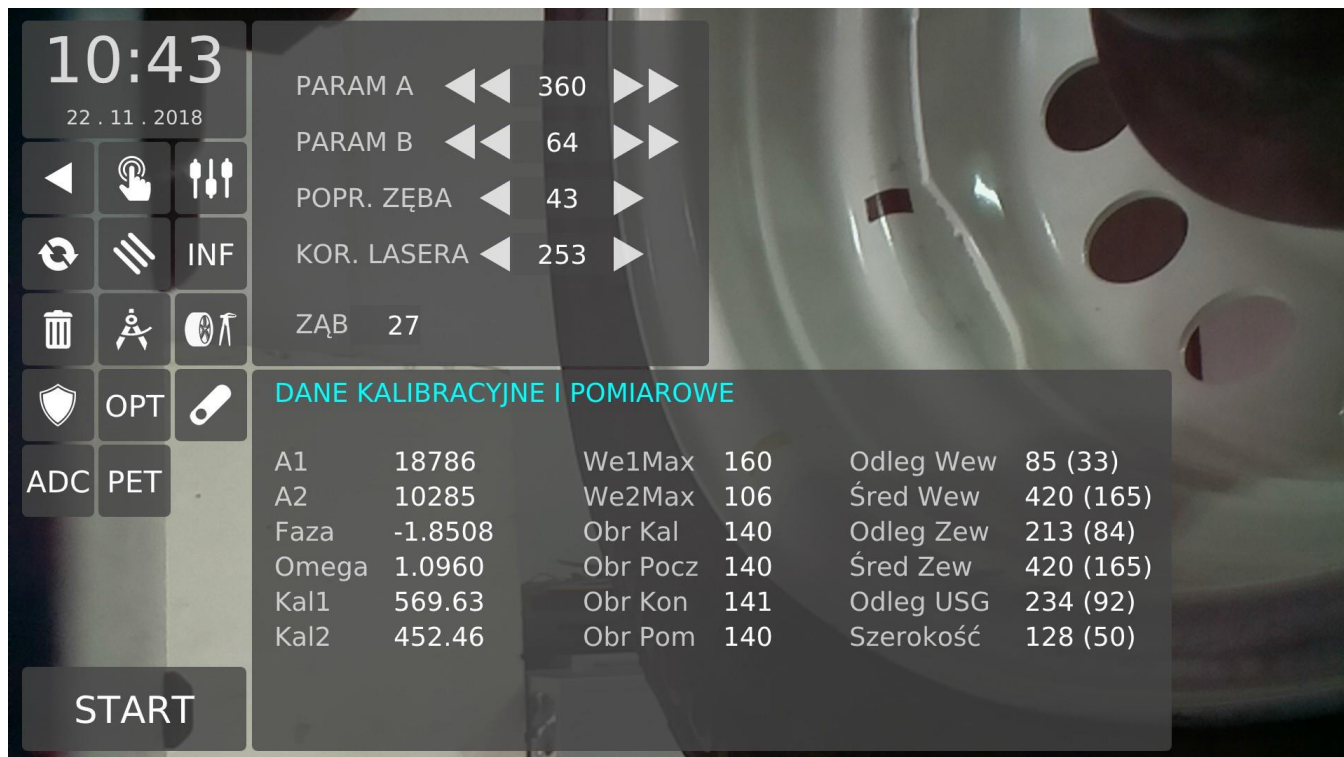 10:43
22 . 11 . 2018
INF
OPT
ADC PET
START
PARAM A 360
PARAM B 64
POPR. ZĘBA 43
KOR. LASERA 253
ZĄB 27
DANE KALIBRACYJNE I POMIAROWE
A1 18786 We1Max 160 Odleg Wew 85 (33)
A2 10285 We2Max 106 Śred Wew 420 (165)
Faza -1.8508 Obr Kal 140 Odleg Zew 213 (84)
Omega 1.0960 Obr Pocz 140 Śred Zew 420 (165)
Kal1 569.63 Obr Kon 141 Odleg USG 234 (92)
Kal2 452.46 Obr Pom 140 Szerokość 128 (50)